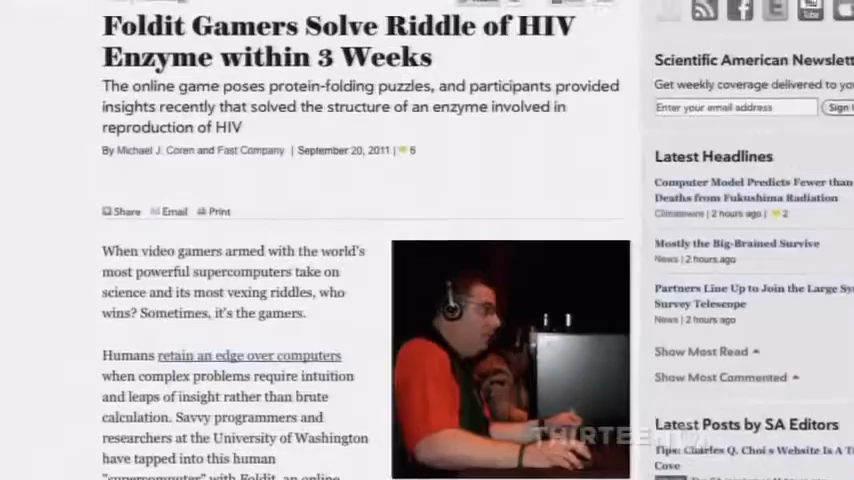 Foldit Gamers Solve Riddle of HIV
Enzyme within 3 Weeks
The online game poses protein-folding puzzles, and participants provided
insights recently that solved the structure of an enzyme involved in
reproduction of HIV
By Michael J. Coren and Fast Company | September 20, 2011 | 6
Share Email Print
When video gamers armed with the world's
most powerful supercomputers take on
science and its most vexing riddles, who
wins? Sometimes, it's the gamers.
Humans retain an edge over computers
when complex problems require intuition
and leaps of insight rather than brute
calculation. Savvy programmers and
researchers at the University of Washington
have tapped into this human
"supercomputer" with Foldit, an online
THIRTEEN
You
Scientific American Newslett
Get weekly coverage delivered to yo
Enter your email address Sign
Latest Headlines
Computer Model Predicts Fewer than
Deaths from Fukushima Radiation
Climatewire | 2 hours ago | 2
Mostly the Big-Brained Survive
News | 2 hours ago
Partners Line Up to Join the Large Sy
Survey Telescope
News | 2 hours ago
Show Most Read
Show Most Commented
Latest Posts by SA Editors
Tips: Charles Q. Choi's Website Is A T
Cove